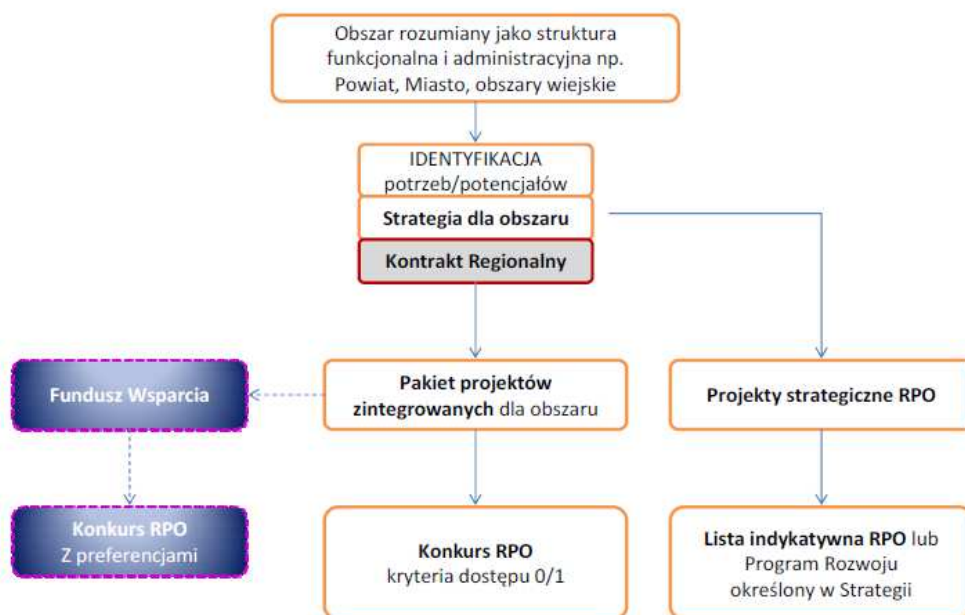 Obszar rozumiany jako struktura
funkcjonalna i administracyjna np.
Powiat, Miasto, obszary wiejskie
IDENTYFIKACJA
potrzeb/potencjałów
Strategia dla obszaru
Kontrakt Regionalny
Fundusz Wsparcia
Pakiet projektów
zintegrowanych dla obszaru
Projekty strategiczne RPO
Konkurs RPO
Z preferencjami
Konkurs RPO
kryteria dostępu 0/1
Lista indykatywna RPO lub
Program Rozwoju
określony w Strategii